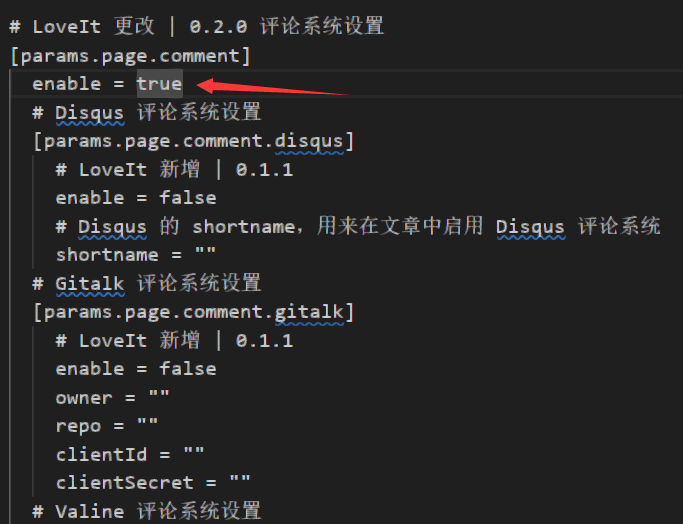 # LoveIt 更改 | 0.2.0 评论系统设置
[params.page.comment]
enable = true
# Disqus 评论系统设置
[params.page.comment.disqus]
# LoveIt 新增 | 0.1.1
enable = false
# Disqus 的 shortname，用来在文章中启用 Disqus 评论系统
shortname = ""
# Gitalk 评论系统设置
[params.page.comment.gitalk]
# LoveIt 新增 | 0.1.1
enable = false
owner = ""
repo = ""
clientId = ""
clientSecret = ""
# Valine 评论系统设置